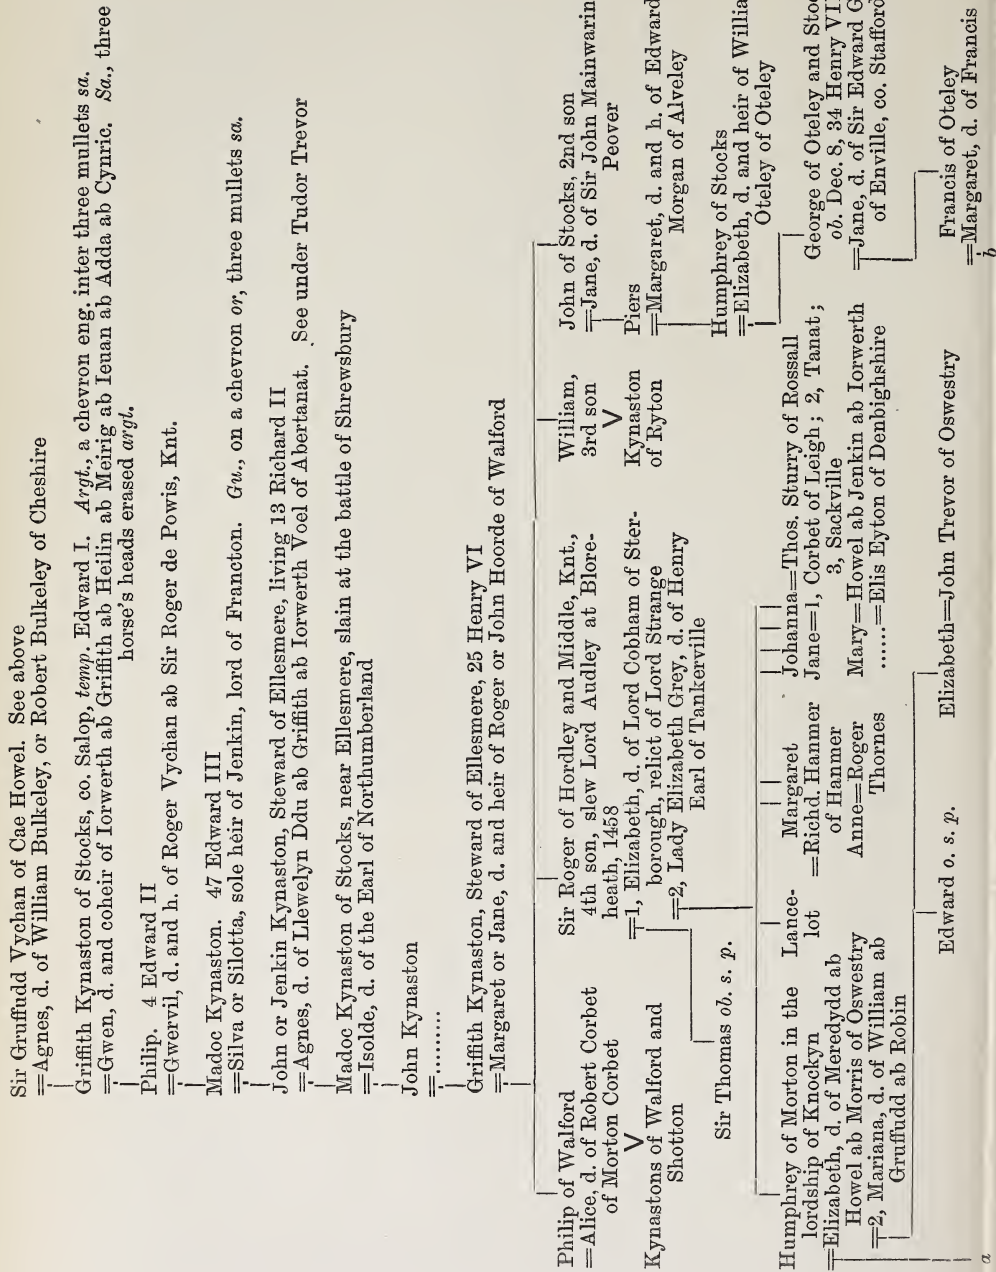 Sir Gruffudd Vychan of Cae Howel. See above
=Agnes, d. of William Bulkeley, or Robert Bulkeley of Cheshire
Griffith Kynaston of Stocks, co. Salop, temp. Edward I. Argt., a chevron eng. inter three mullets sa.
=Gwen, d. and coheir of Iorwerth ab Griffith ab Heilin ab Meirig ab Ieuan ab Adda ab Cynric. Sa., three
horse's heads erased argt.
Philip. 4 Edward II
=Gwervil, d. and h. of Roger Vychan ab Sir Roger de Powis, Knt.
Madoc Kynaston. 47 Edward III
=Silva or Silotta, sole heir of Jenkin, lord of Francton. Gu., on a chevron or, three mullets sa.
John or Jenkin Kynaston, Steward of Ellesmere, living 13 Richard II
=Agnes, d. of Llewelyn Ddu ab Griffith ab Iorwerth Voel of Abertanat. See under Tudor Trevor
Madoc Kynaston of Stocks, near Ellesmere, slain at the battle of Shrewsbury
=Isolde, d. of the Earl of Northumberland
John Kynaston
=.........
Griffith Kynaston, Steward of Ellesmere, 25 Henry VI
=Margaret or Jane, d. and heir of Roger or John Hoorde of Walford
Philip of Walford
=Alice, d. of Robert Corbet
of Morton Corbet
V
Kynastons of Walford and
Shotton
Sir Roger of Hordley and Middle, Knt.,
4th son, slew Lord Audley at Blore-
heath, 1458
=1, Elizabeth, d. of Lord Cobham of Ster-
borough, relict of Lord Strange
=2, Lady Elizabeth Grey, d. of Henry
Earl of Tankerville
William,
3rd son
V
Kynaston
of Ryton
John of Stocks, 2nd son
=Jane, d. of Sir John Mainwarin
Peover
Piers
=Margaret, d. and h. of Edward
Morgan of Alveley
Humphrey of Stocks
=Elizabeth, d. and heir of Willia
Oteley of Oteley
George of Oteley and Stoc
ob. Dec. 8, 34 Henry VI
=Jane, d. of Sir Edward G
of Enville, co. Stafford
Francis of Oteley
=Margaret, d. of Francis
b
Sir Thomas ob. s. p.
Humphrey of Morton in the
lordship of Knockyn
=Elizabeth, d. of Meredydd ab
Howel ab Morris of Oswestry
=2, Mariana, d. of William ab
Gruffudd ab Robin
Lance-
lot
Margaret
=Richd. Hanmer
of Hanmer
Anne=Roger
Thornes
Johanna=Thos. Sturry of Rossall
Jane=1, Corbet of Leigh; 2, Tanat;
3, Sackville
Mary=Howel ab Jenkin ab Iorwerth
......=Elis Eyton of Denbighshire
Edward o. s. p.
Elizabeth=John Trevor of Oswestry
a